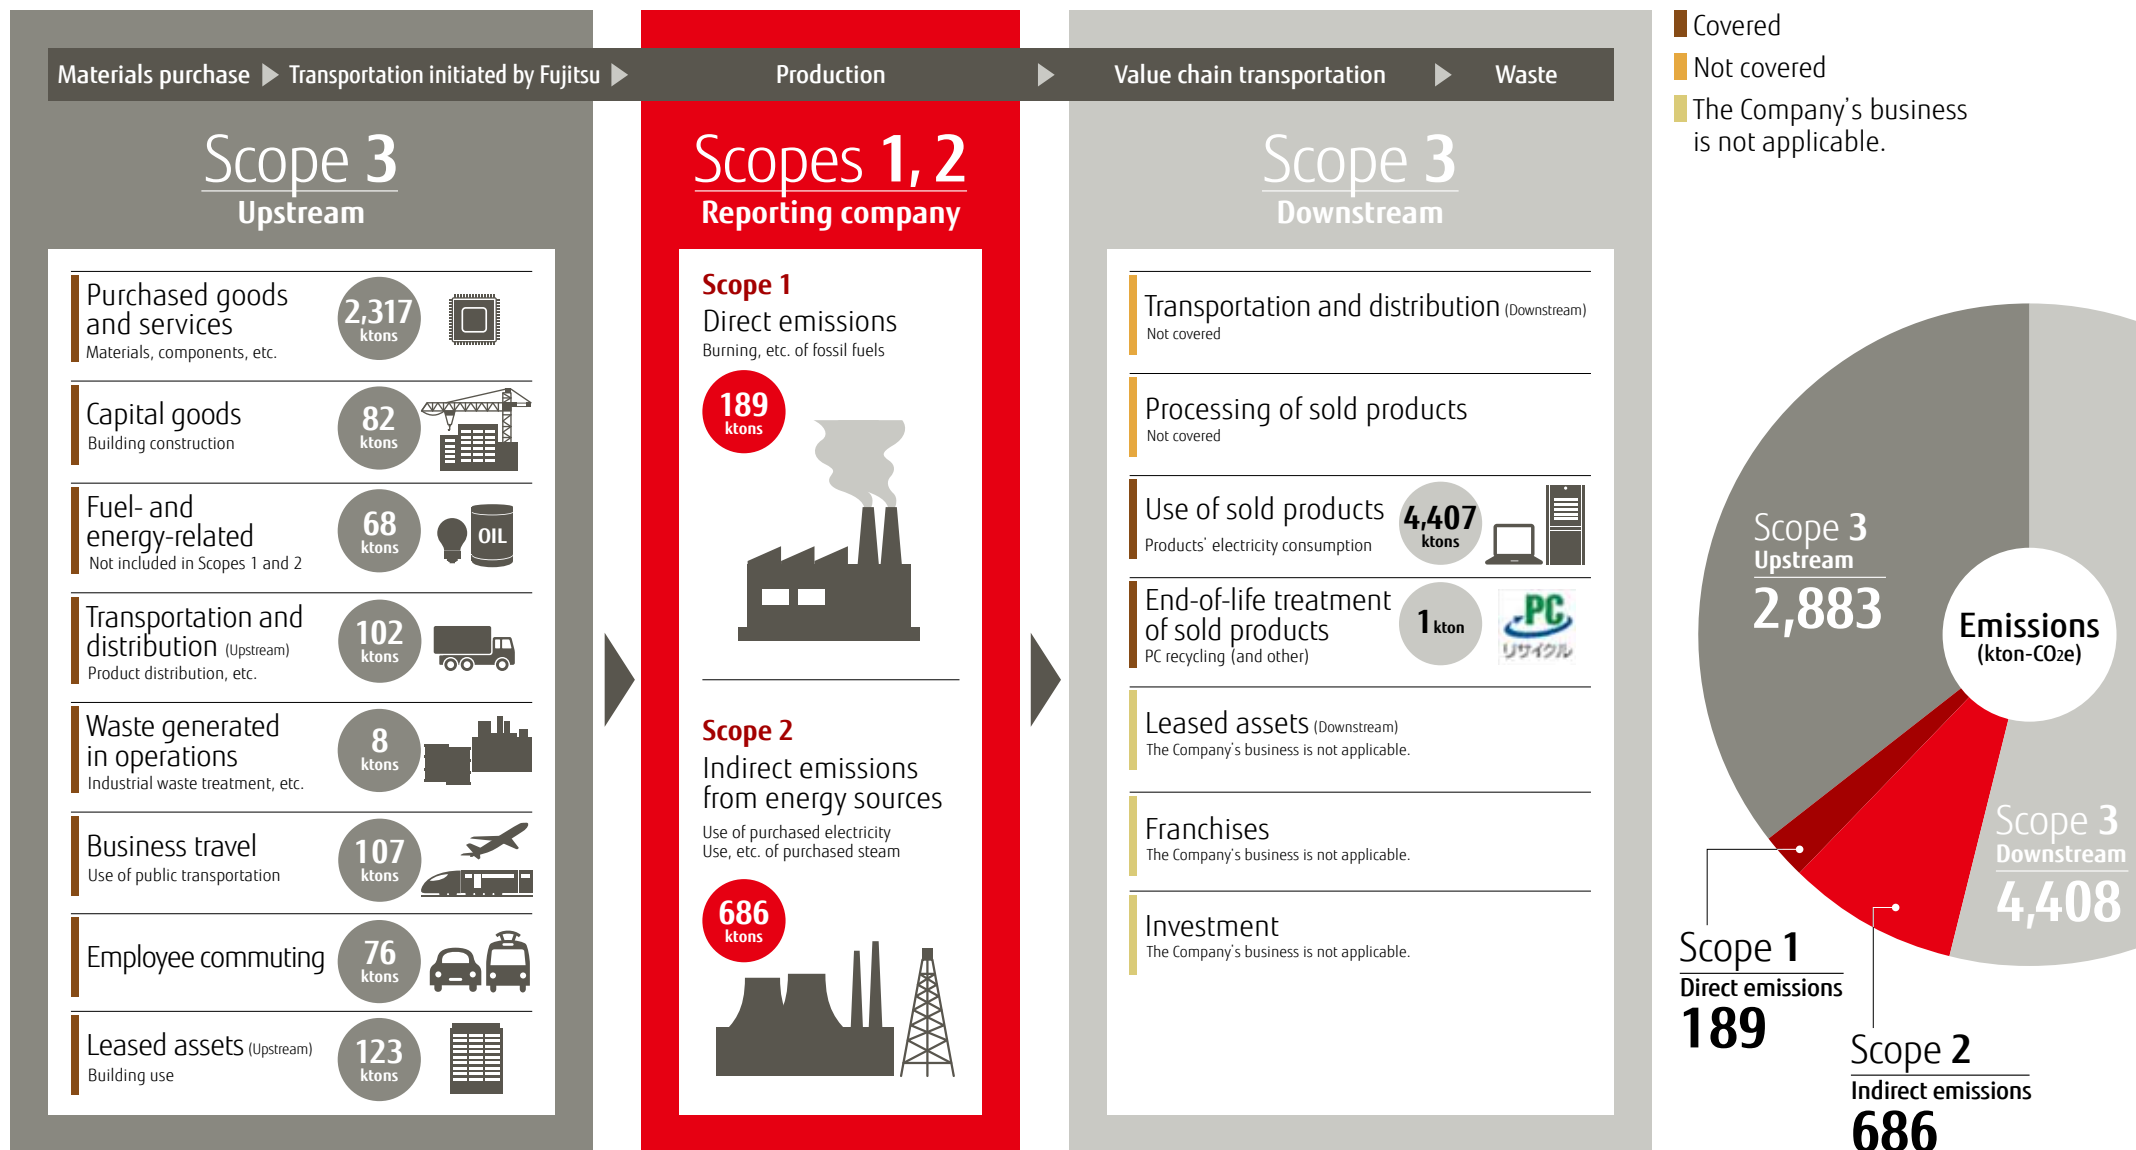 Materials purchase
Transportation initiated by Fujitsu
Production
Value chain transportation
Waste
Scope 3
Upstream
Purchased goods
and services
Materials, components, etc.
2,317
ktons
Capital goods
Building construction
82
ktons
Fuel- and
energy-related
Not included in Scopes 1 and 2
68
ktons
OIL
Transportation and
distribution (Upstream)
Product distribution, etc.
102
ktons
Waste generated
in operations
Industrial waste treatment, etc.
8
ktons
Business travel
Use of public transportation
107
ktons
Employee commuting
76
ktons
Leased assets (Upstream)
Building use
123
ktons
Scopes 1, 2
Reporting company
Scope 1
Direct emissions
Burning, etc. of fossil fuels
189
ktons
Scope 2
Indirect emissions
from energy sources
Use of purchased electricity
Use, etc. of purchased steam
686
ktons
Scope 3
Downstream
Transportation and distribution (Downstream)
Not covered
Processing of sold products
Not covered
Use of sold products
Products' electricity consumption
4,407
ktons
End-of-life treatment
of sold products
PC recycling (and other)
1 kton
PC
リサイクル
Leased assets (Downstream)
The Company's business is not applicable.
Franchises
The Company's business is not applicable.
Investment
The Company's business is not applicable.
Covered
Not covered
The Company's business
is not applicable.
Scope 3
Upstream
2,883
Emissions
(kton-CO2e)
Scope 3
Downstream
4,408
Scope 1
Direct emissions
189
Scope 2
Indirect emissions
686